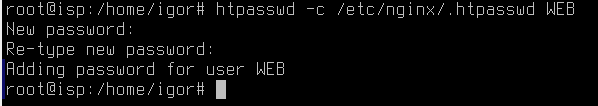 root@isp:/home/igor# htpasswd -c /etc/nginx/.htpasswd WEB
New password:
Re-type new password:
Adding password for user WEB
root@isp:/home/igor#